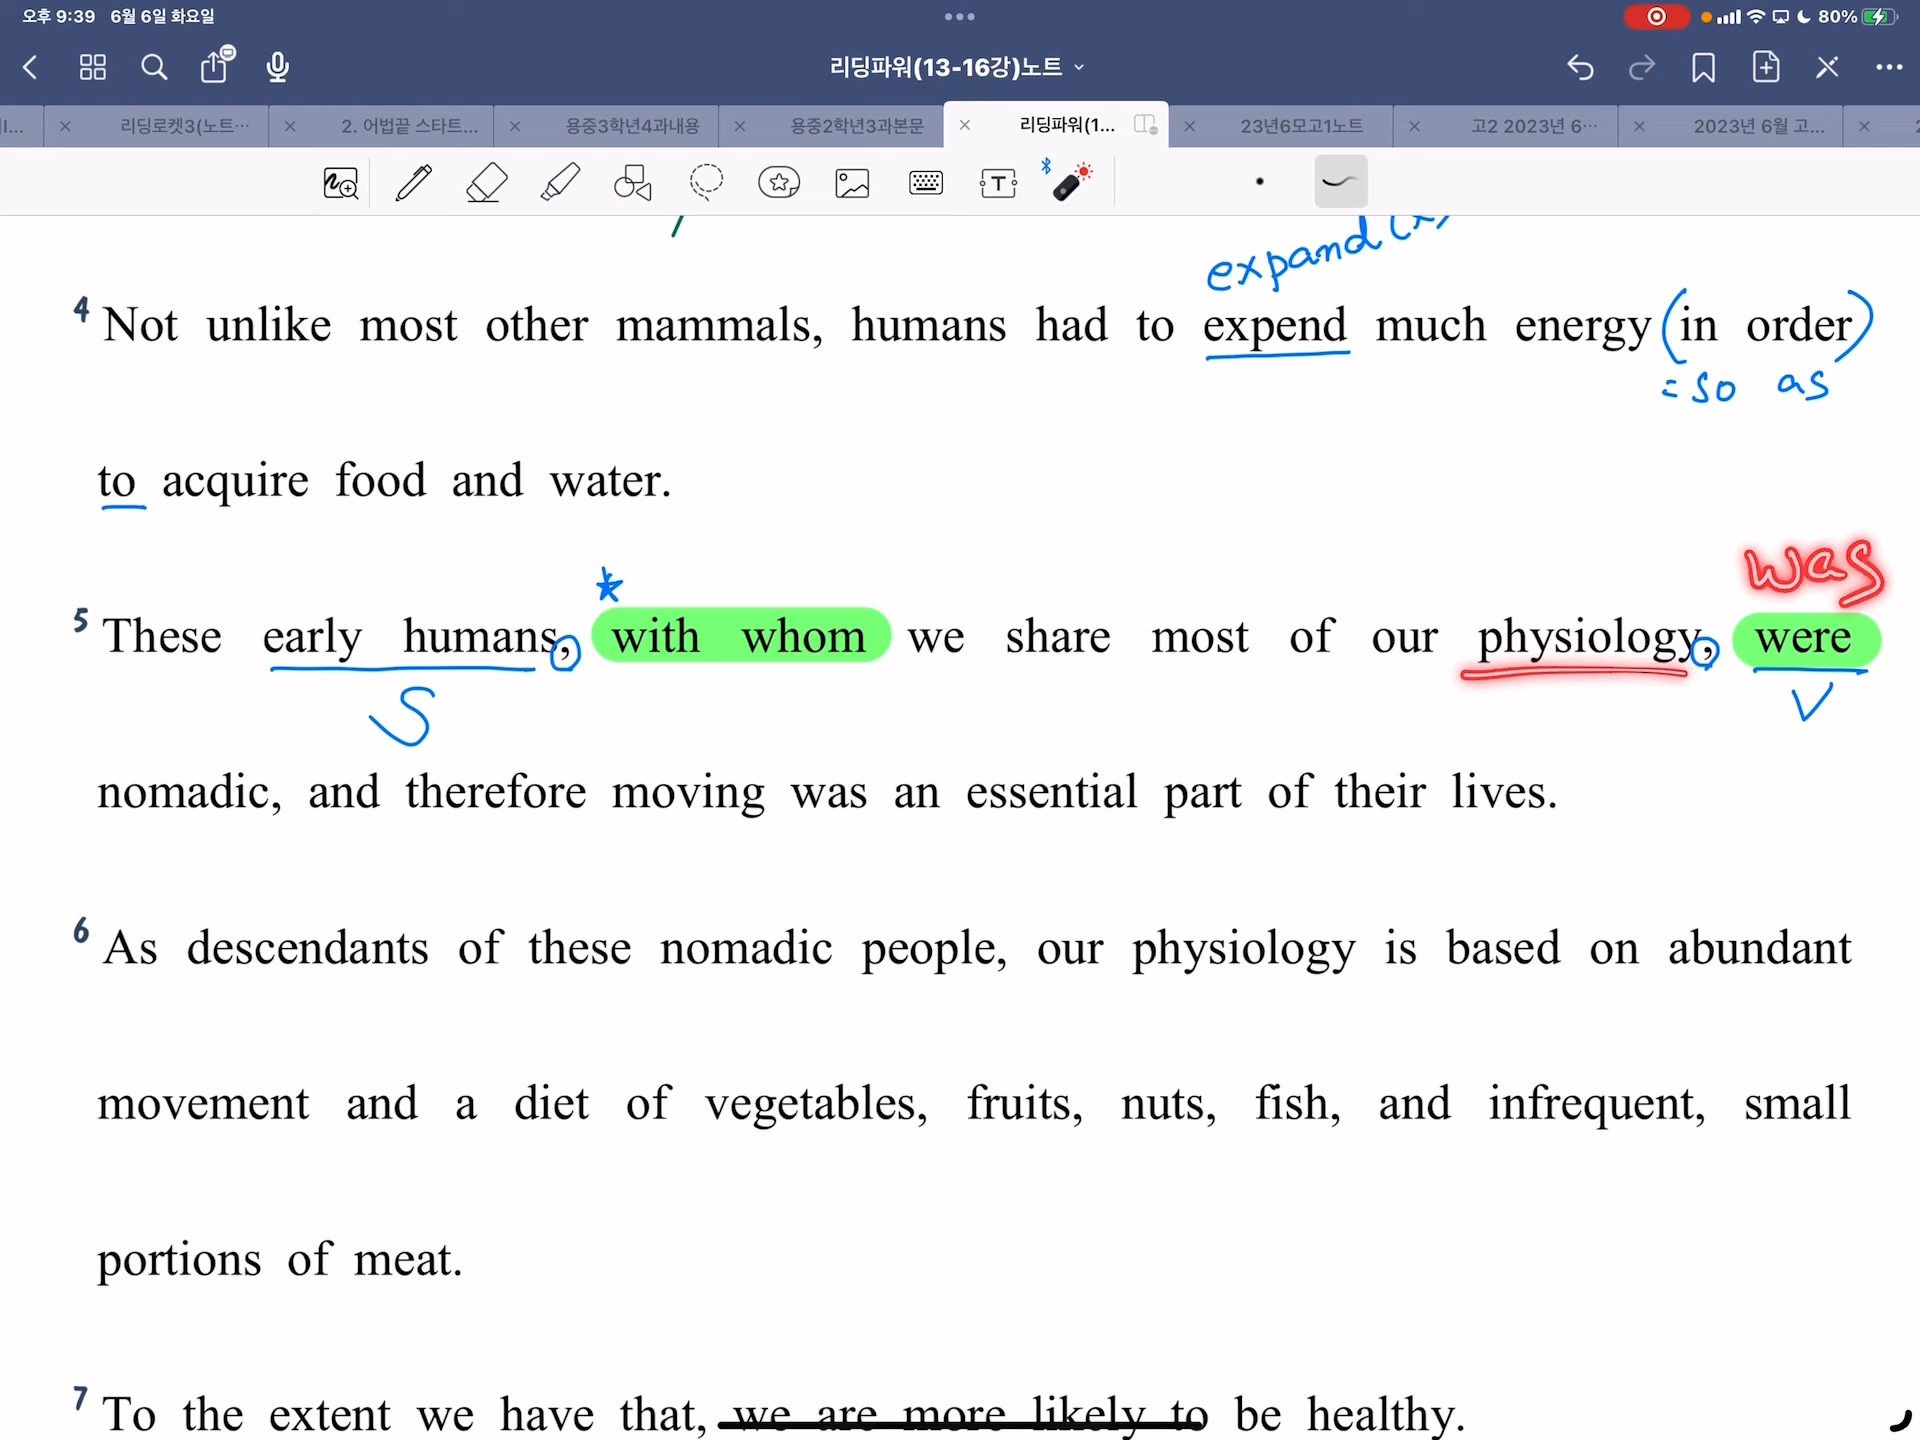 오후 9:39 6월 6일 화요일
80%
리딩파워(13-16강)노트
리딩로켓3(노트…
2. 어법끝 스타트...
용중3학년4과내용
용중2학년3과본문
리딩파워(1...
23년6모고1노트
고2 2023년 6…
2023년 6월 고...
expand (x)
4 Not unlike most other mammals, humans had to expend much energy (in order)
= so as
to acquire food and water.
was
5 These early humans, with whom we share most of our physiology, were
S V
nomadic, and therefore moving was an essential part of their lives.
6 As descendants of these nomadic people, our physiology is based on abundant
movement and a diet of vegetables, fruits, nuts, fish, and infrequent, small
portions of meat.
7 To the extent we have that, we are more likely to be healthy.